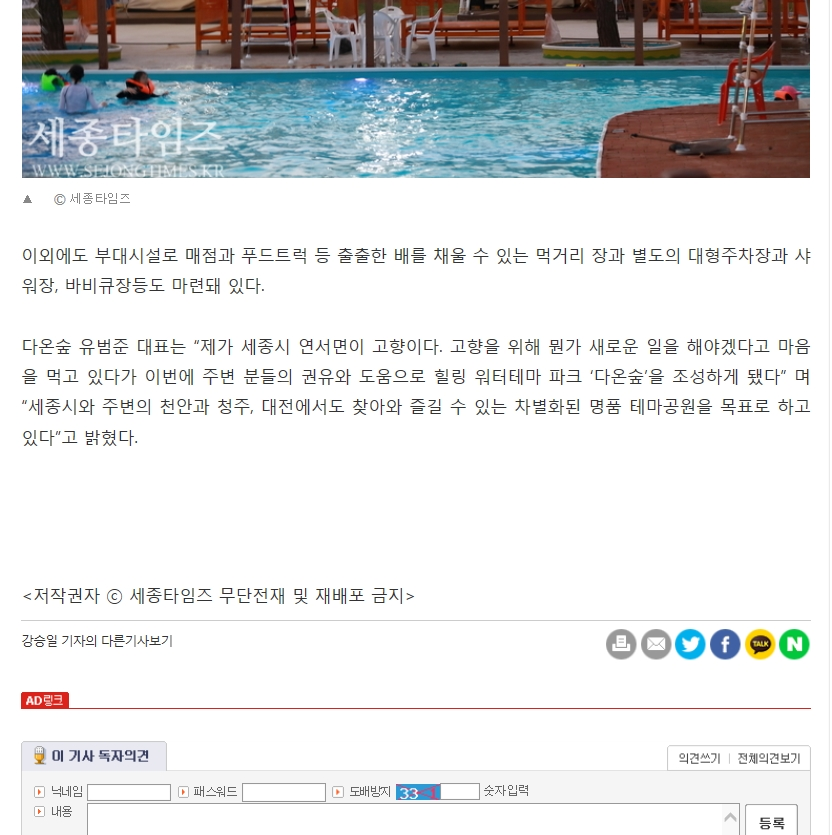 세종타임즈
WWW.SEJONGTIMES.KR
▲ ⓒ 세종타임즈
이외에도 부대시설로 매점과 푸드트럭 등 출출한 배를 채울 수 있는 먹거리 장과 별도의 대형주차장과 샤
워장, 바비큐장등도 마련돼 있다.
다온숲 유범준 대표는 “제가 세종시 연서면이 고향이다. 고향을 위해 뭔가 새로운 일을 해야겠다고 마음
을 먹고 있다가 이번에 주변 분들의 권유와 도움으로 힐링 워터테마 파크 ‘다온숲’을 조성하게 됐다” 며
“세종시와 주변의 천안과 청주, 대전에서도 찾아와 즐길 수 있는 차별화된 명품 테마공원을 목표로 하고
있다”고 밝혔다.
<저작권자 ⓒ 세종타임즈 무단전재 및 재배포 금지>
강승일 기자의 다른기사보기
f TALK N
AD링크
이 기사 독자의견
의견쓰기 | 전체의견보기
닉네임 패스워드 도배방지 33<1 숫자입력
내용
등록